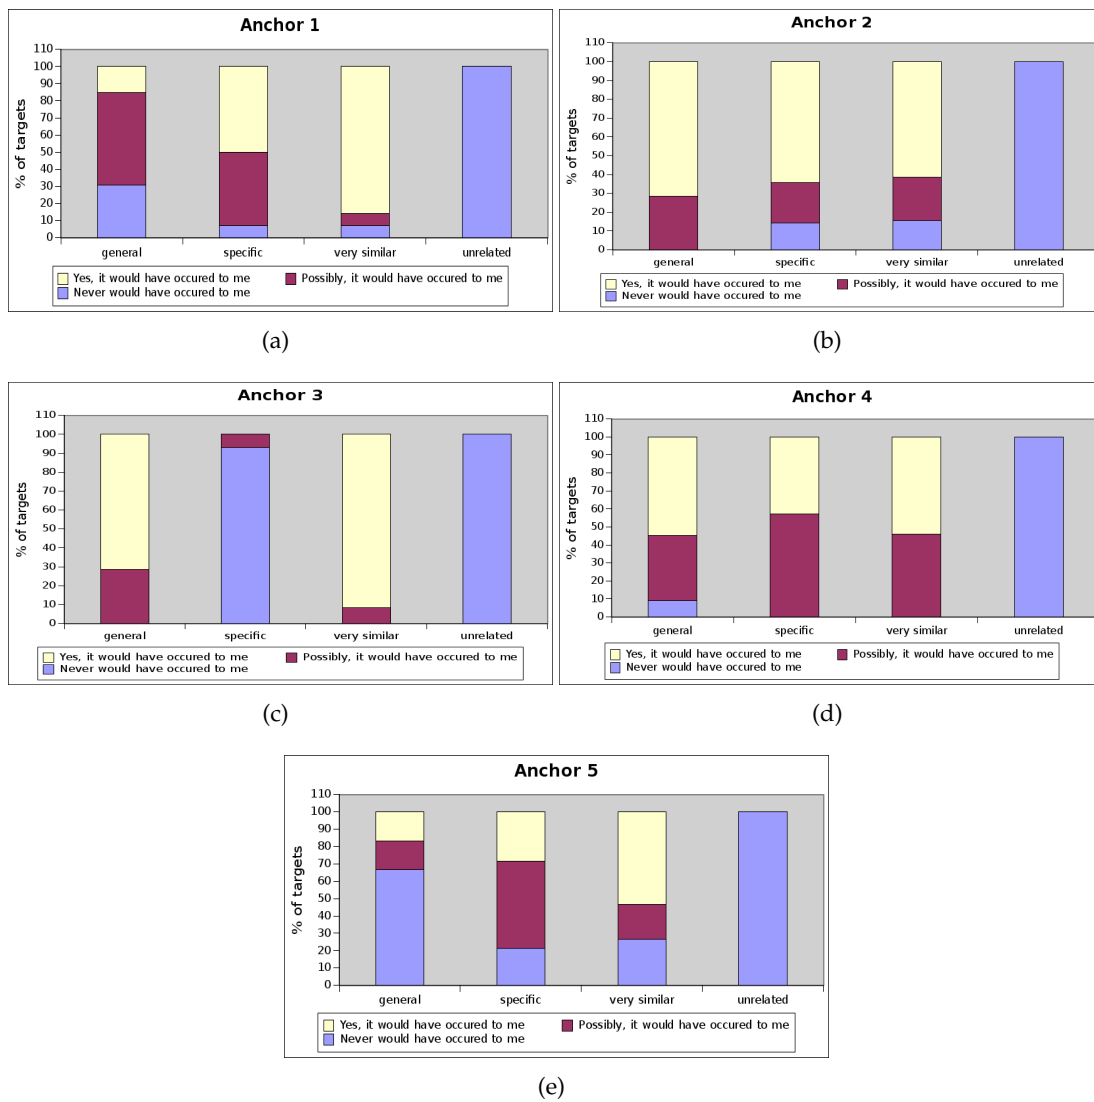 Anchor 1
% of targets
110
100
90
80
70
60
50
40
30
20
10
0
general specific very similar unrelated
Yes, it would have occured to me Possibly, it would have occured to me
Never would have occured to me
(a)
Anchor 2
% of targets
110
100
90
80
70
60
50
40
30
20
10
0
general specific very similar unrelated
Yes, it would have occured to me Possibly, it would have occured to me
Never would have occured to me
(b)
Anchor 3
% of targets
110
100
90
80
70
60
50
40
30
20
10
0
general specific very similar unrelated
Yes, it would have occured to me Possibly, it would have occured to me
Never would have occured to me
(c)
Anchor 4
% of targets
110
100
90
80
70
60
50
40
30
20
10
0
general specific very similar unrelated
Yes, it would have occured to me Possibly, it would have occured to me
Never would have occured to me
(d)
Anchor 5
% of targets
110
100
90
80
70
60
50
40
30
20
10
0
general specific very similar unrelated
Yes, it would have occured to me Possibly, it would have occured to me
Never would have occured to me
(e)